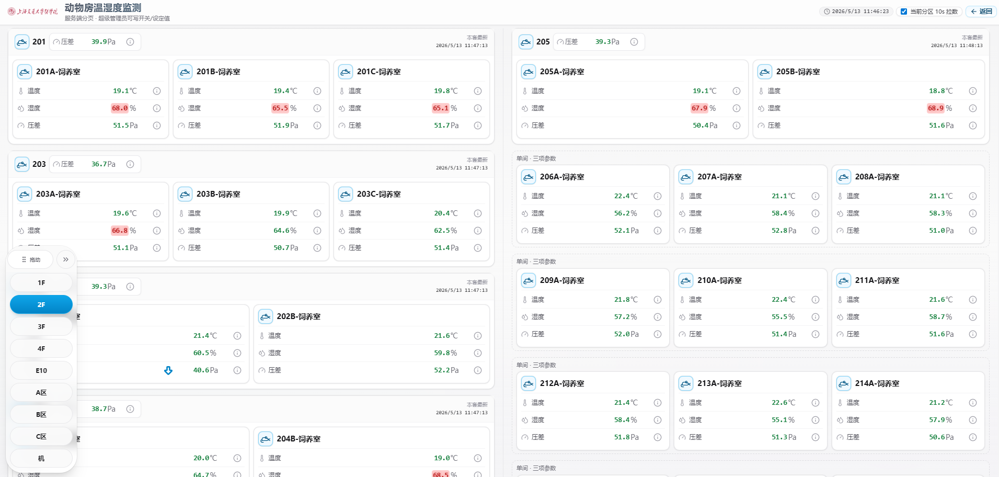 上海交通大学医学院
动物房温湿度监测
服务端分页 · 超级管理员可写开关/设定值
2026/5/13 11:46:23
当前分区 10s 拉数
返回
201
压差 39.9Pa
本套最新
2026/5/13 11:47:13
201A-饲养室
温度 19.1℃
湿度 68.0 %
压差 51.5Pa
201B-饲养室
温度 19.4℃
湿度 65.5 %
压差 51.9Pa
201C-饲养室
温度 19.8℃
湿度 65.1 %
压差 51.7Pa
203
压差 36.7Pa
本套最新
2026/5/13 11:47:13
203A-饲养室
温度 19.6℃
湿度 66.8 %
51.1Pa
203B-饲养室
温度 19.9℃
湿度 64.6%
压差 50.7Pa
203C-饲养室
温度 20.4℃
湿度 62.5%
压差 51.4Pa
39.3Pa
本套最新
2026/5/13 11:47:13
21.4℃
60.5%
40.6Pa
202B-饲养室
温度 21.6℃
湿度 59.8%
压差 52.2Pa
38.7Pa
本套最新
2026/5/13 11:47:13
20.0℃
湿度 64.7%
204B-饲养室
温度 19.0℃
湿度 68.5 %
拖动
1F
2F
3F
4F
E10
A区
B区
C区
机
205
压差 39.3Pa
本套最新
2026/5/13 11:48:13
205A-饲养室
温度 19.1℃
湿度 67.9 %
压差 50.4Pa
205B-饲养室
温度 18.8℃
湿度 68.9 %
压差 51.6Pa
单间 · 三项参数
206A-饲养室
温度 22.4℃
湿度 56.2%
压差 52.1Pa
207A-饲养室
温度 21.1℃
湿度 58.4%
压差 52.8Pa
208A-饲养室
温度 21.1℃
湿度 58.3%
压差 51.0Pa
单间 · 三项参数
209A-饲养室
温度 21.8℃
湿度 57.2%
压差 52.0Pa
210A-饲养室
温度 22.4℃
湿度 55.5%
压差 51.4Pa
211A-饲养室
温度 21.6℃
湿度 58.7%
压差 51.6Pa
单间 · 三项参数
212A-饲养室
温度 21.4℃
湿度 58.4%
压差 51.8Pa
213A-饲养室
温度 22.6℃
湿度 55.1%
压差 51.3Pa
214A-饲养室
温度 21.2℃
湿度 57.9%
压差 50.6Pa
单间 · 三项参数